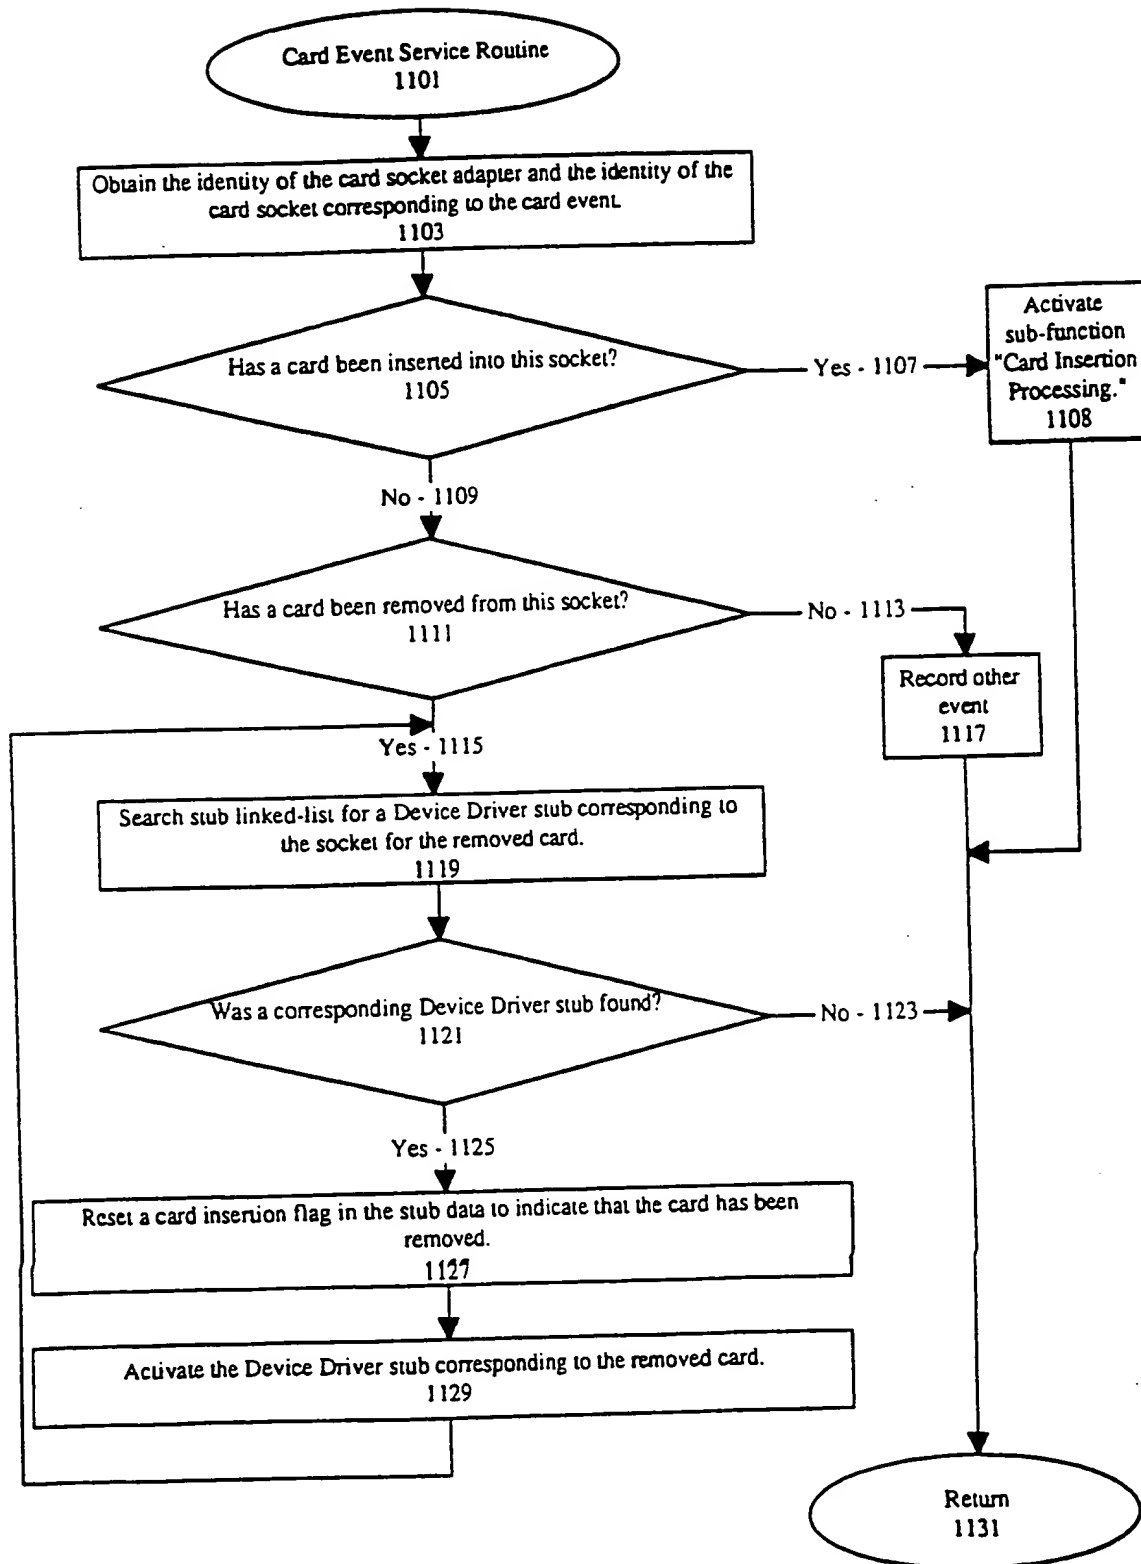 Card Event Service Routine
1101
Obtain the identity of the card socket adapter and the identity of the
card socket corresponding to the card event.
1103
Has a card been inserted into this socket?
1105
Yes - 1107
Activate
sub-function
"Card Insertion
Processing."
1108
No - 1109
Has a card been removed from this socket?
1111
No - 1113
Record other
event
1117
Yes - 1115
Search stub linked-list for a Device Driver stub corresponding to
the socket for the removed card.
1119
Was a corresponding Device Driver stub found?
1121
No - 1123
Yes - 1125
Reset a card insertion flag in the stub data to indicate that the card has been
removed.
1127
Activate the Device Driver stub corresponding to the removed card.
1129
Return
1131